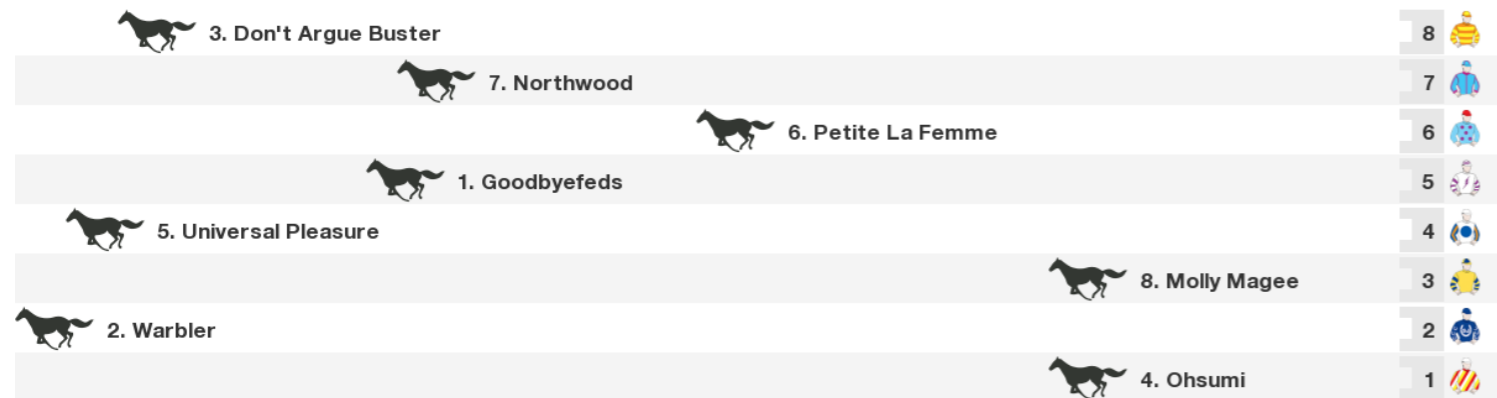 3. Don't Argue Buster 8
7. Northwood 7
6. Petite La Femme 6
1. Goodbyefeds 5
5. Universal Pleasure 4
8. Molly Magee 3
2. Warbler 2
4. Ohsumi 1